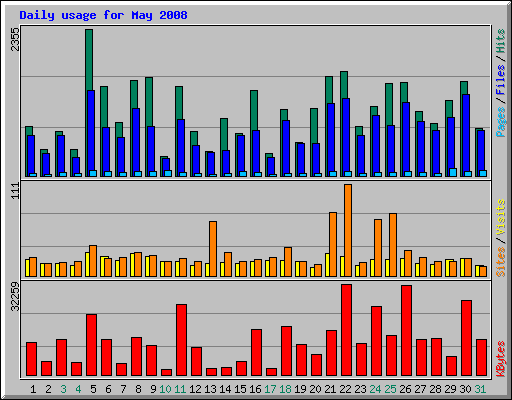 Daily usage for May 2008
2355
Pages / Files / Hits
111
Sites / Visits
32259
KBytes
1 2 3 4 5 6 7 8 9 10 11 12 13 14 15 16 17 18 19 20 21 22 23 24 25 26 27 28 29 30 31